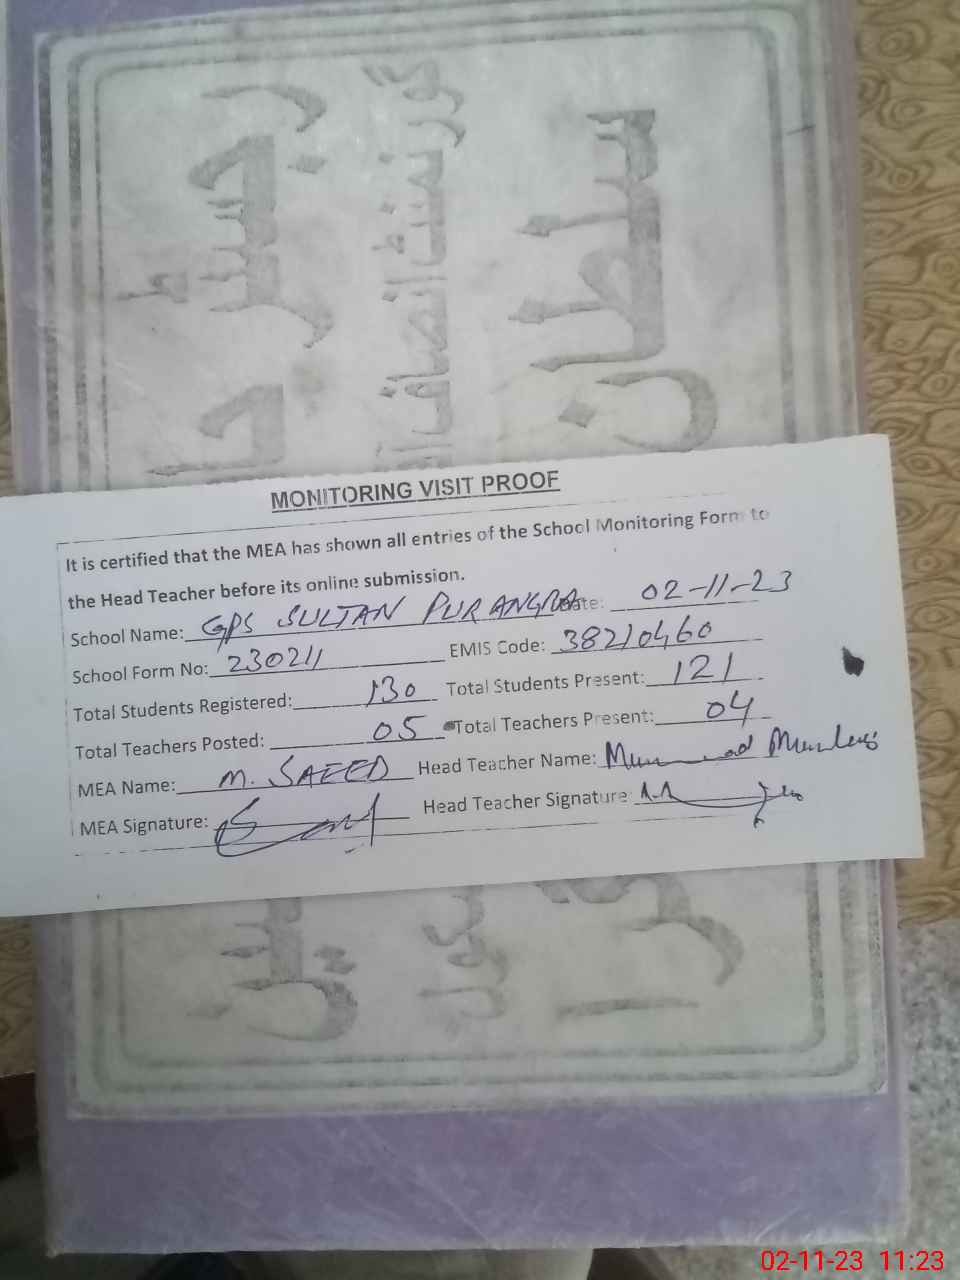 رجسٹر
گورنمنٹ
سلطان
MONITORING VISIT PROOF
It is certified that the MEA has shown all entries of the School Monitoring Form to
the Head Teacher before its online submission.
School Name: GPS SULTAN PUR ANGRA Date: 02-11-23
School Form No: 230211 EMIS Code: 38210460
Total Students Registered: 130 Total Students Present: 121
Total Teachers Posted: 05 Total Teachers Present: 04
MEA Name: M. SAEED Head Teacher Name:
MEA Signature: Head Teacher Signature:
02-11-23 11:23